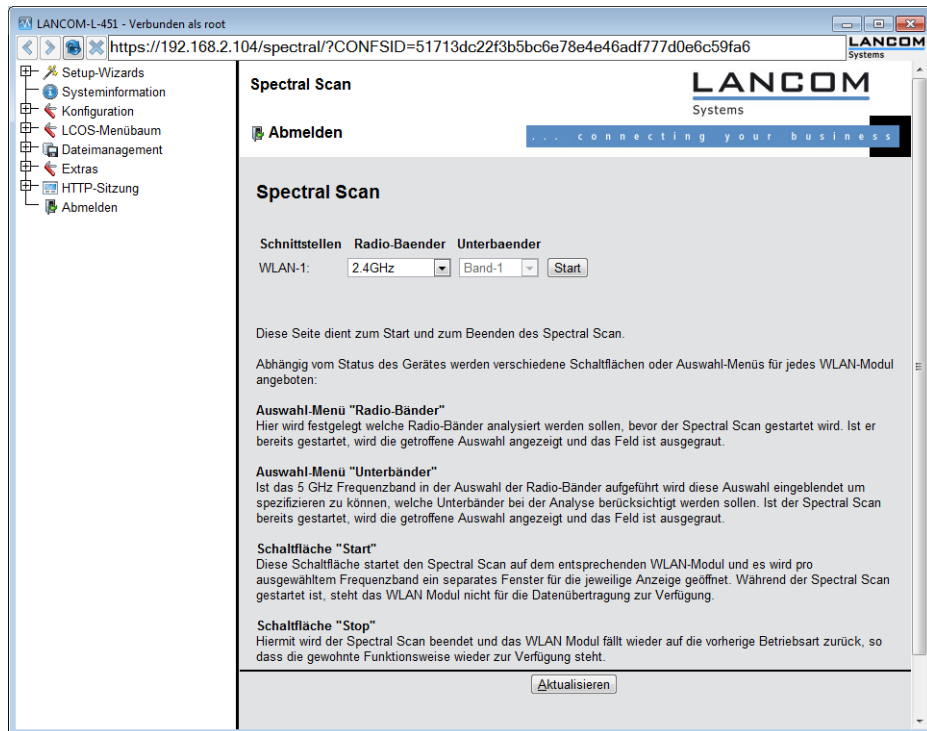 LANCOM-L-451 - Verbunden als root
https://192.168.2.104/spectral/?CONFSID=51713dc22f3b5bc6e78e4e46adf777d0e6c59fa6
LANCOM
Systems
Setup-Wizards
Systeminformation
Konfiguration
LCOS-Menübaum
Dateimanagement
Extras
HTTP-Sitzung
Abmelden
Spectral Scan
LANCOM
Systems
Abmelden
... connecting your business
Spectral Scan
Schnittstellen Radio-Baender Unterbaender
WLAN-1: 2.4GHz Band-1 Start
Diese Seite dient zum Start und zum Beenden des Spectral Scan.
Abhängig vom Status des Gerätes werden verschiedene Schaltflächen oder Auswahl-Menüs für jedes WLAN-Modul
angeboten:
Auswahl-Menü "Radio-Bänder"
Hier wird festgelegt welche Radio-Bänder analysiert werden sollen, bevor der Spectral Scan gestartet wird. Ist er
bereits gestartet, wird die getroffene Auswahl angezeigt und das Feld ist ausgegraut.
Auswahl-Menü "Unterbänder"
Ist das 5 GHz Frequenzband in der Auswahl der Radio-Bänder aufgeführt wird diese Auswahl eingeblendet um
spezifizieren zu können, welche Unterbänder bei der Analyse berücksichtigt werden sollen. Ist der Spectral Scan
bereits gestartet, wird die getroffene Auswahl angezeigt und das Feld ist ausgegraut.
Schaltfläche "Start"
Diese Schaltfläche startet den Spectral Scan auf dem entsprechenden WLAN-Modul und es wird pro
ausgewähltem Frequenzband ein separates Fenster für die jeweilige Anzeige geöffnet. Während der Spectral Scan
gestartet ist, steht das WLAN Modul nicht für die Datenübertragung zur Verfügung.
Schaltfläche "Stop"
Hiermit wird der Spectral Scan beendet und das WLAN Modul fällt wieder auf die vorherige Betriebsart zurück, so
dass die gewohnte Funktionsweise wieder zur Verfügung steht.
Aktualisieren